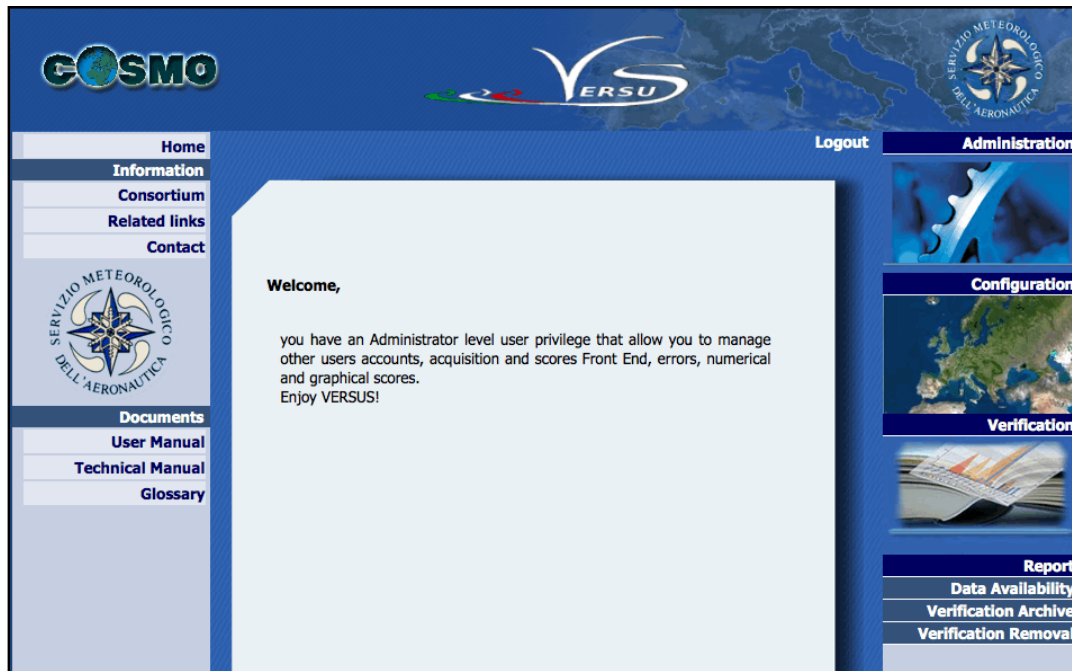 COSMO
VERSUS
SERVIZIO METEOROLOGICO
DELL'AERONAUTICA
Logout
Home
Information
Consortium
Related links
Contact
SERVIZIO METEOROLOGICO
DELL'AERONAUTICA
Documents
User Manual
Technical Manual
Glossary
Welcome,
you have an Administrator level user privilege that allow you to manage
other users accounts, acquisition and scores Front End, errors, numerical
and graphical scores.
Enjoy VERSUS!
Administration
Configuration
Verification
Report
Data Availability
Verification Archive
Verification Removal